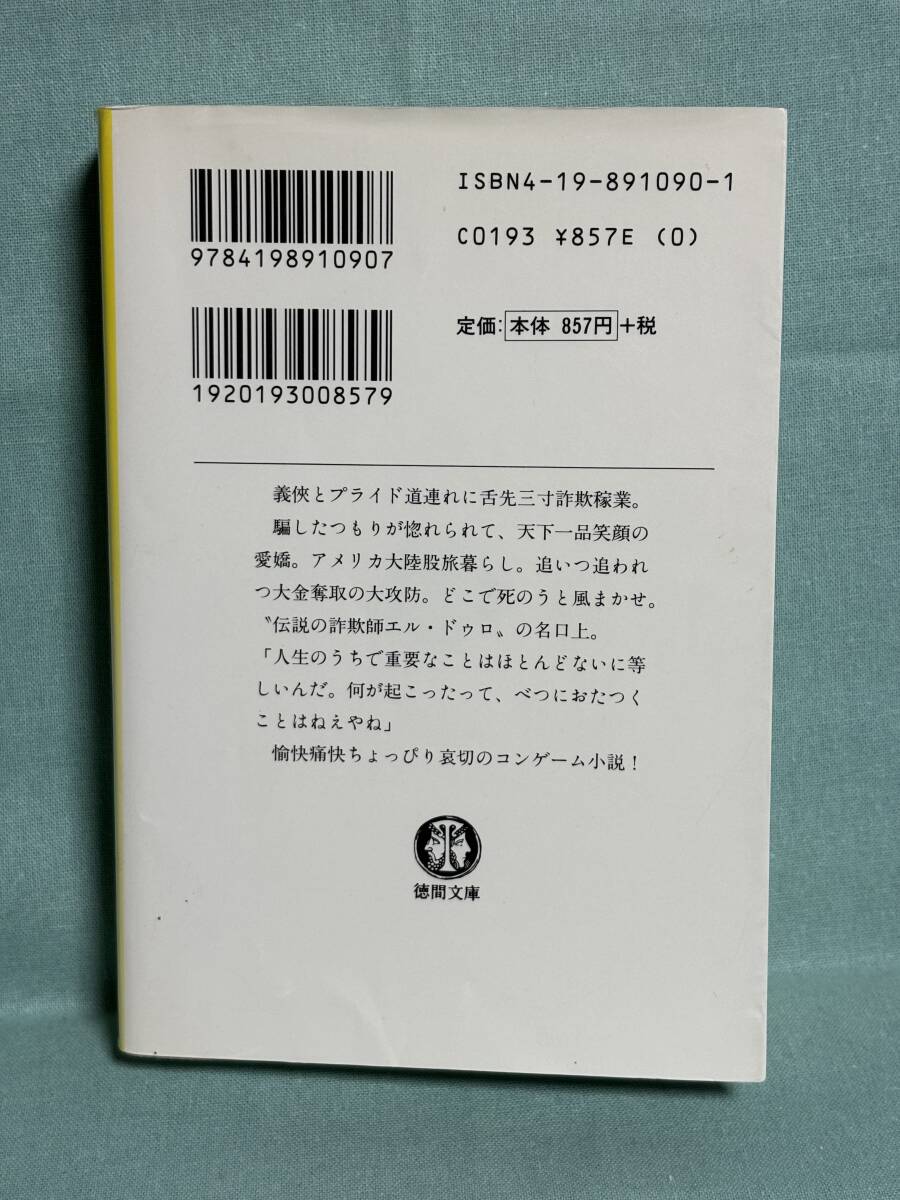 ISBN4-19-891090-1
9784198910907
C0193 ¥857E (0)
定価:本体 857円+税
1920193008579
義俠とプライド道連れに舌先三寸詐欺稼業。
騙したつもりが惚れられて、天下一品笑顔の
愛嬌。アメリカ大陸股旅暮らし。追いつ追われ
つ大金奪取の大攻防。どこで死のうと風まかせ。
〝伝説の詐欺師エル・ドゥロ〟の名口上。
「人生のうちで重要なことはほとんどないに等
しいんだ。何が起こったって、べつにおたつく
ことはねえやね」
愉快痛快ちょっぴり哀切のコンゲーム小説!
徳間文庫